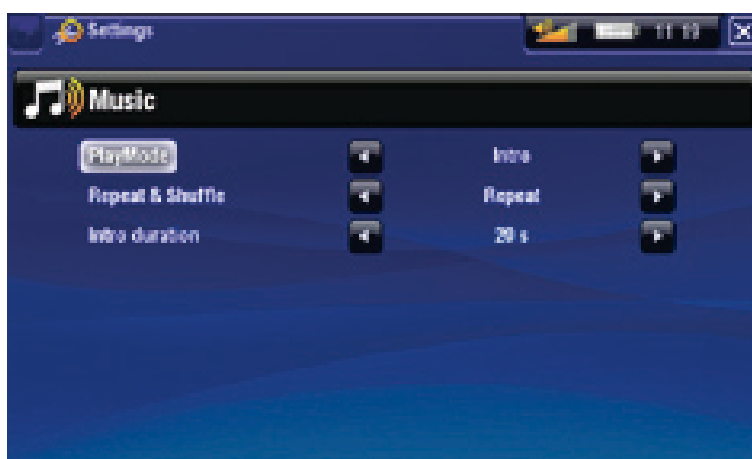 Settings
Music
PlayMode Intro
Repeat & Shuffle Repeat
Intro duration 20 s